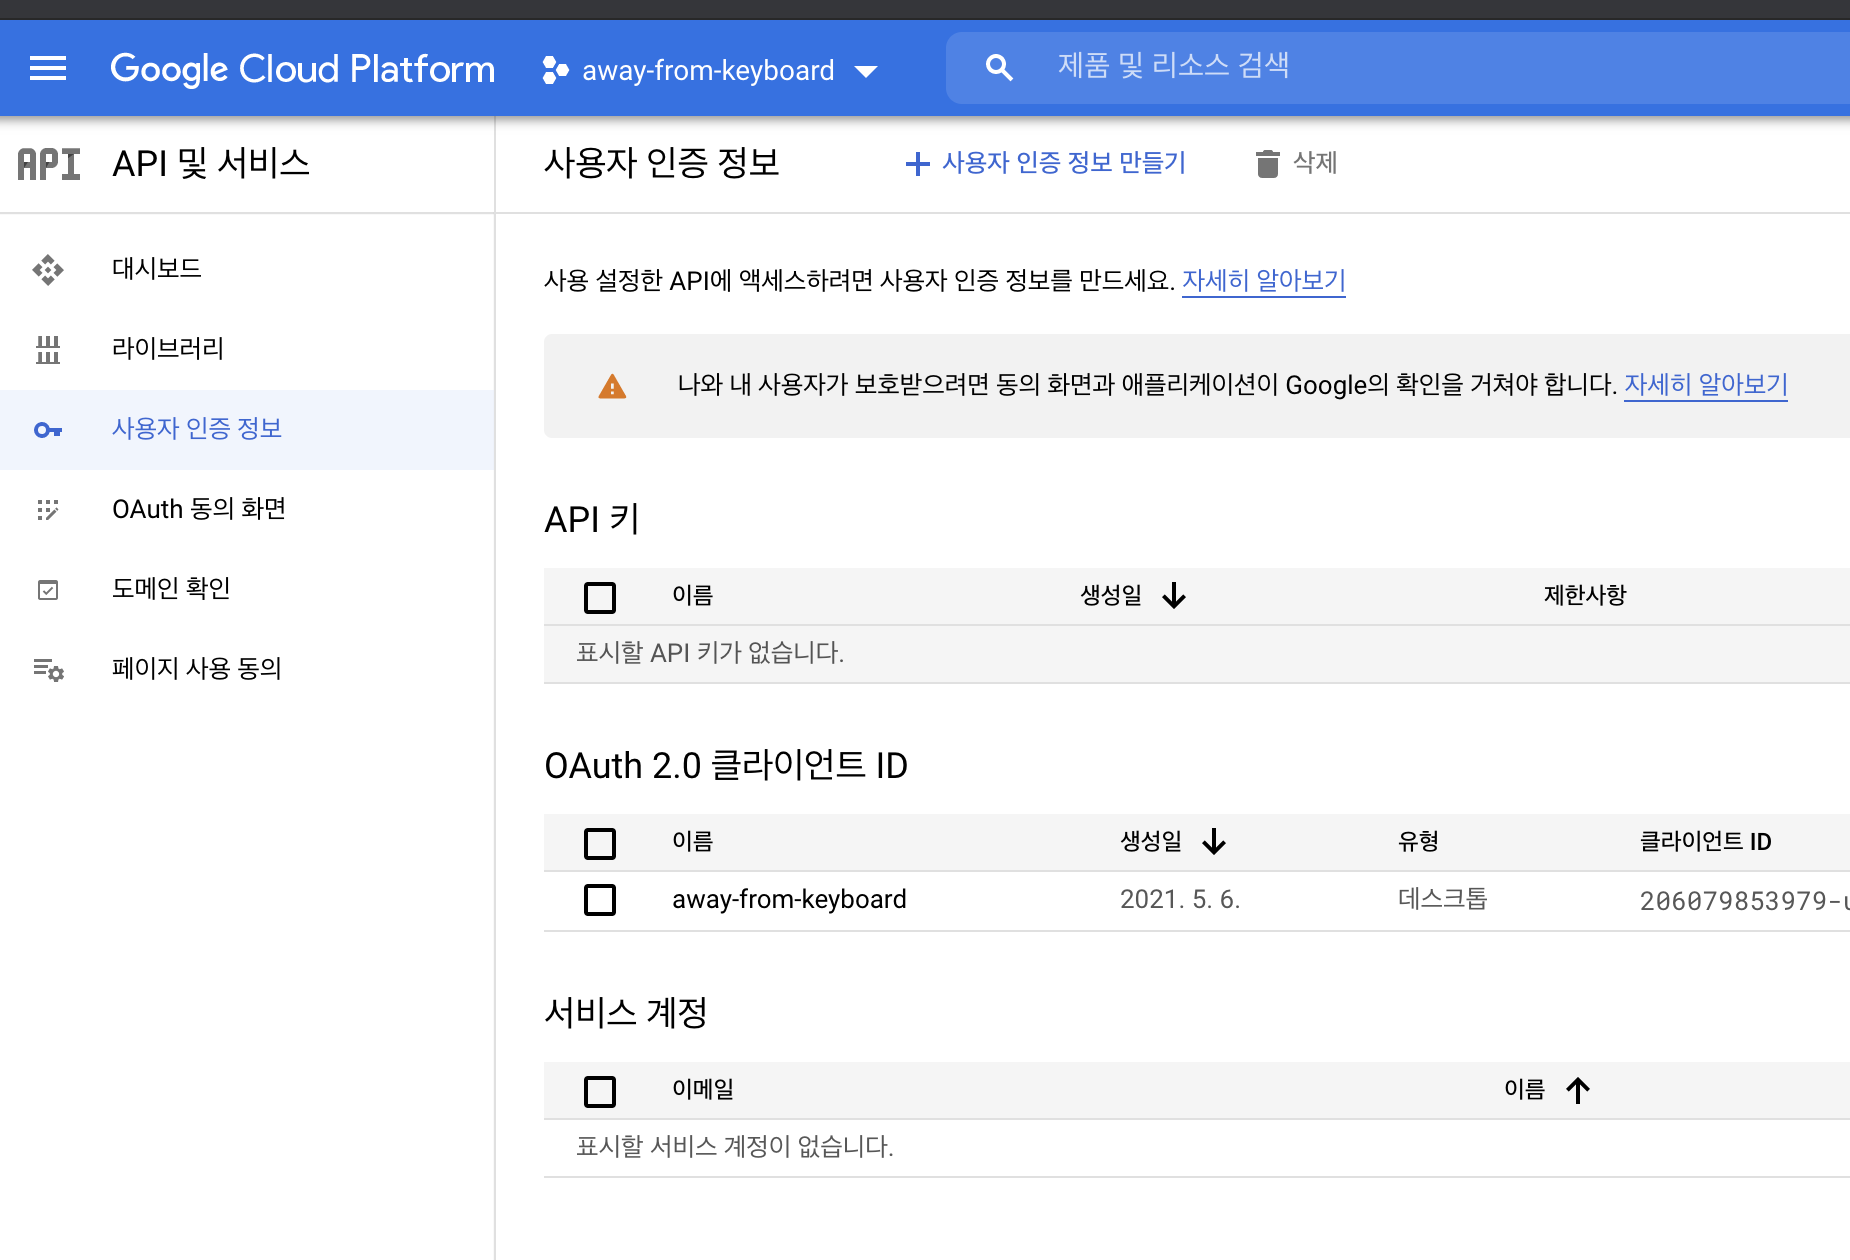 Google Cloud Platform
away-from-keyboard
제품 및 리소스 검색
API API 및 서비스
대시보드
라이브러리
사용자 인증 정보
OAuth 동의 화면
도메인 확인
페이지 사용 동의
사용자 인증 정보
사용자 인증 정보 만들기
삭제
사용 설정한 API에 액세스하려면 사용자 인증 정보를 만드세요. 자세히 알아보기
나와 내 사용자가 보호받으려면 동의 화면과 애플리케이션이 Google의 확인을 거쳐야 합니다. 자세히 알아보기
API 키
이름 생성일 제한사항
표시할 API 키가 없습니다.
OAuth 2.0 클라이언트 ID
이름 생성일 유형 클라이언트 ID
away-from-keyboard 2021. 5. 6. 데스크톱 206079853979-u
서비스 계정
이메일 이름
표시할 서비스 계정이 없습니다.